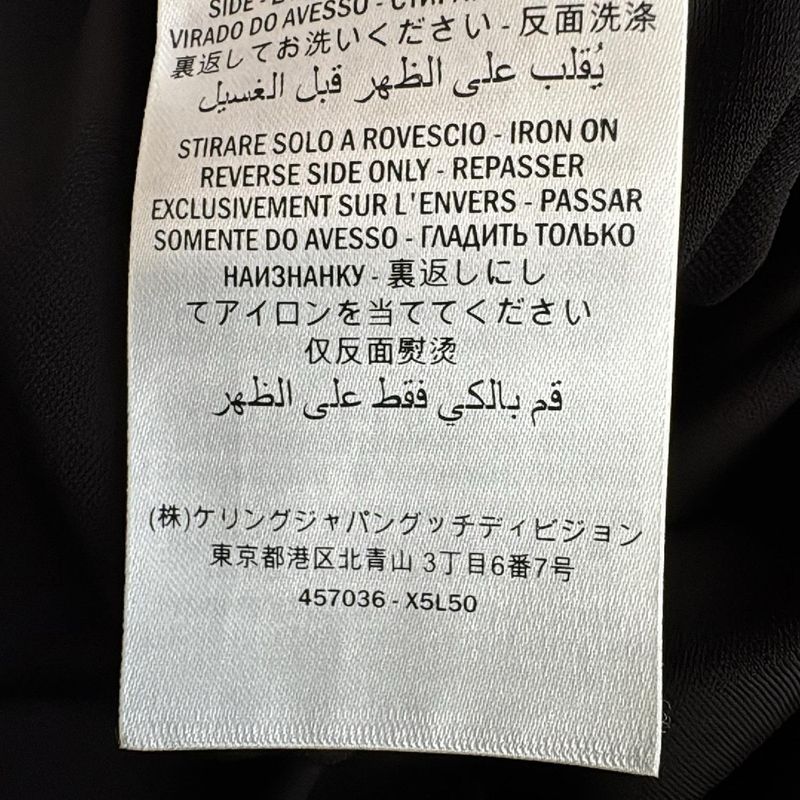 SIDE -
VIRADO DO AVESSO -
裏返してお洗いください - 反面洗涤
يُقلب على الظهر قبل الغسيل
STIRARE SOLO A ROVESCIO - IRON ON
REVERSE SIDE ONLY - REPASSER
EXCLUSIVEMENT SUR L'ENVERS - PASSAR
SOMENTE DO AVESSO - ГЛАДИТЬ ТОЛЬКО
НАИЗНАНКУ - 裏返しにし
てアイロンを当ててください
仅反面熨烫
قم بالكي فقط على الظهر
(株)ケリングジャパングッチディビジョン
東京都港区北青山 3丁目6番7号
457036 - X5L50